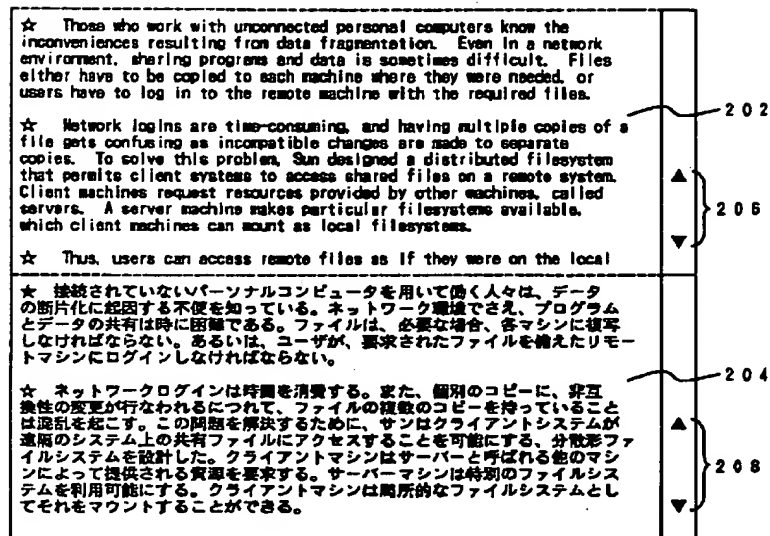 ☆ Those who work with unconnected personal computers know the
inconveniences resulting from data fragmentation. Even in a network
environment, sharing programs and data is sometimes difficult. Files
either have to be copied to each machine where they were needed, or
users have to log in to the remote machine with the required files.
202
☆ Network logins are time-consuming, and having multiple copies of a
file gets confusing as incompatible changes are made to separate
copies. To solve this problem, Sun designed a distributed filesystem
that permits client systems to access shared files on a remote system.
Client machines request resources provided by other machines, called
servers. A server machine makes particular filesystems available,
which client machines can mount as local filesystems.
▲
206
▼
☆ Thus, users can access remote files as if they were on the local
☆ 接続されていないパーソナルコンピュータを用いて働く人々は、データ
の断片化に起因する不便を知っている。ネットワーク環境でさえ、プログラム
とデータの共有は時に困難である。ファイルは、必要な場合、各マシンに複写
しなければならない。あるいは、ユーザが、要求されたファイルを備えたリモー
トマシンにログインしなければならない。
204
☆ ネットワークログインは時間を消費する。また、個別のコピーに、非互
換性の変更が行なわれるにつれて、ファイルの複数のコピーを持っていること
は混乱を起こす。この問題を解決するために、サンはクライアントシステムが
遠隔のシステム上の共有ファイルにアクセスすることを可能にする、分散形ファ
イルシステムを設計した。クライアントマシンはサーバーと呼ばれる他のマシ
ンによって提供される資源を要求する。サーバーマシンは特別のファイルシス
テムを利用可能にする。クライアントマシンは局所的なファイルシステムとし
てそれをマウントすることができる。
▲
208
▼